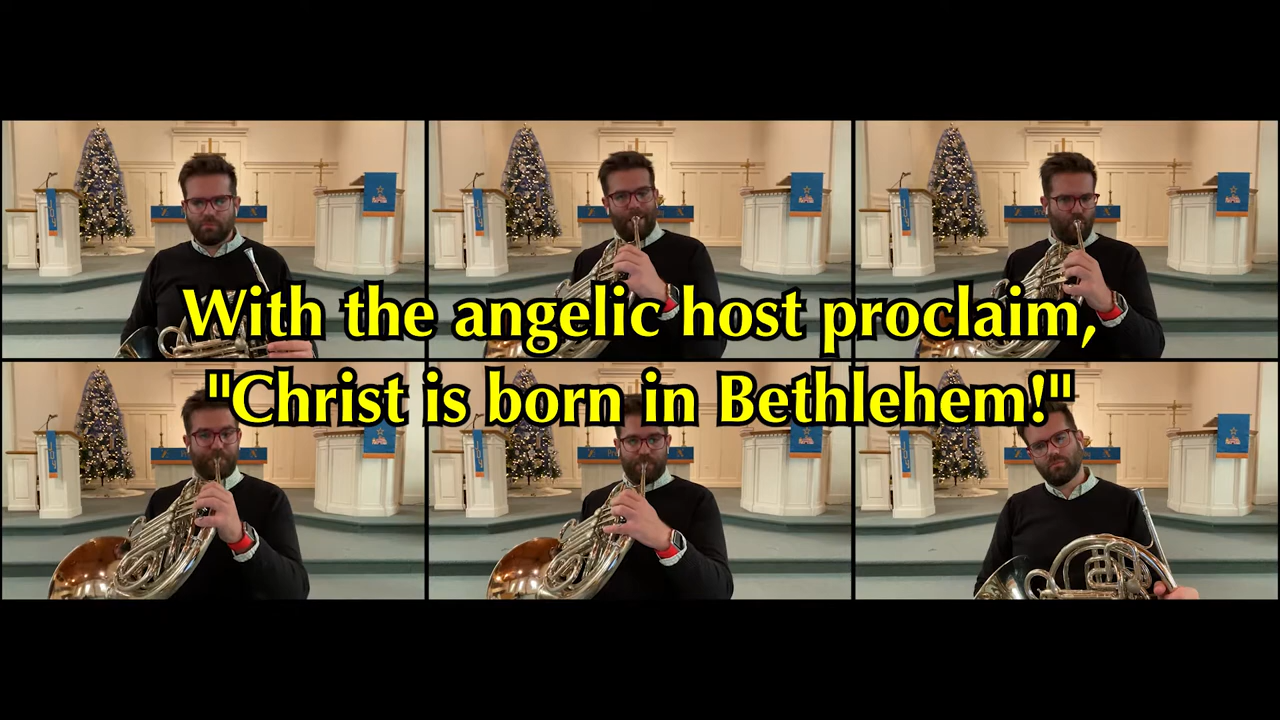 With the angelic host proclaim,
"Christ is born in Bethlehem!"